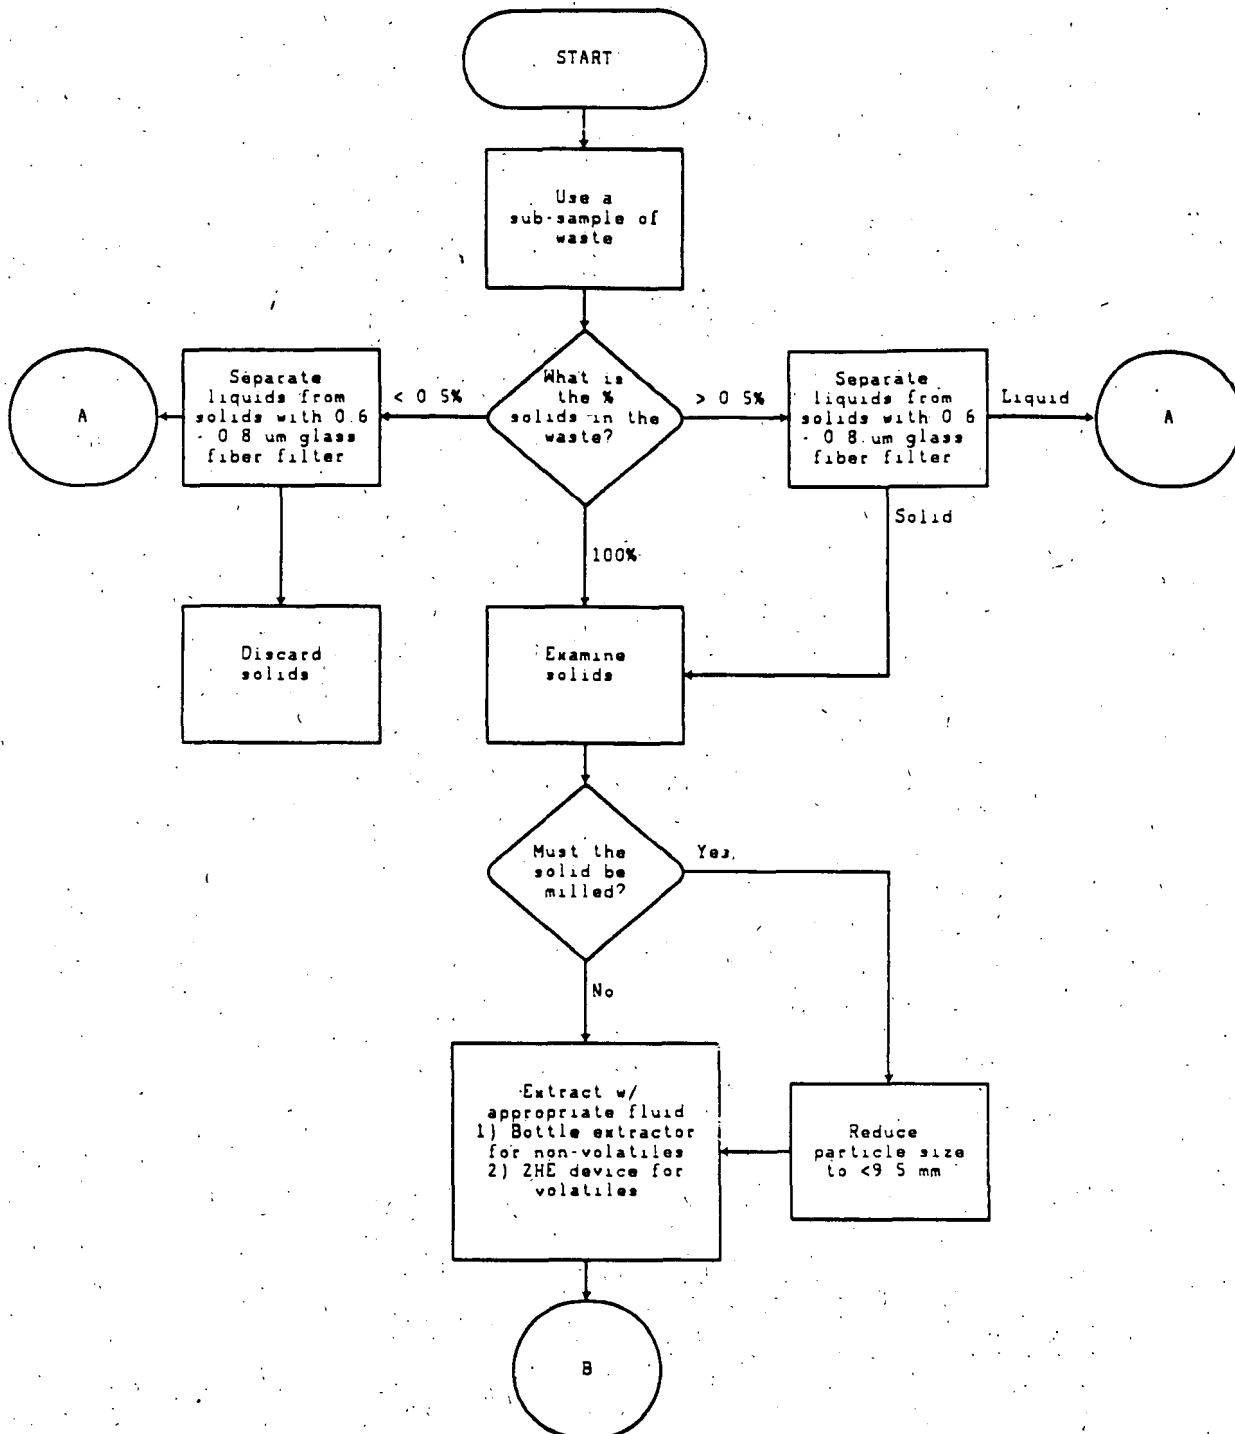 START
Use a
sub-sample of
waste
A
Separate
liquids from
solids with 0.6
- 0.8 um glass
fiber filter
< 0 5%
What is
the %
solids in the
waste?
> 0 5%
Separate
liquids from
solids with 0 6
- 0 8 um glass
fiber filter
Liquid
A
Solid
100%
Discard
solids
Examine
solids
Must the
solid be
milled?
Yes
No
Extract w/
appropriate fluid
1) Bottle extractor
for non-volatiles
2) ZHE device for
volatiles
Reduce
particle size
to <9 5 mm
B